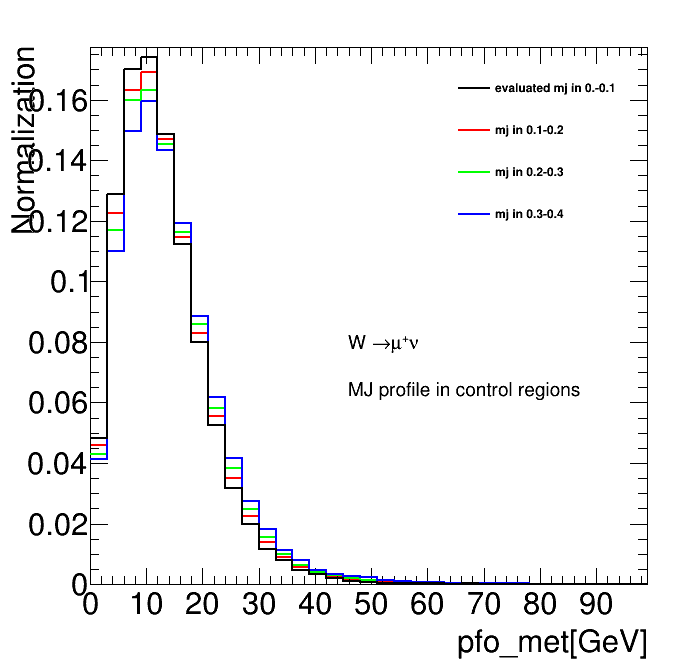 Normalization
0.16
0.14
0.12
0.1
0.08
0.06
0.04
0.02
0
evaluated mj in 0.-0.1
mj in 0.1-0.2
mj in 0.2-0.3
mj in 0.3-0.4
W →μ⁺ν
MJ profile in control regions
0 10 20 30 40 50 60 70 80 90
pfo_met[GeV]